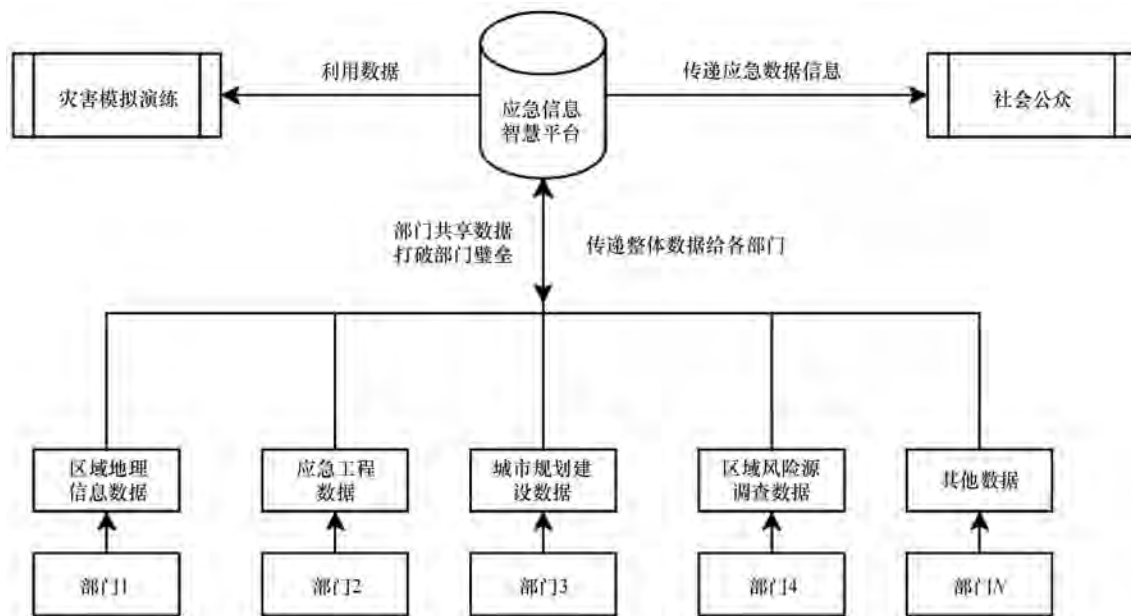 利用数据
传递应急数据信息
灾害模拟演练
应急信息
智慧平台
社会公众
部门共享数据
打破部门壁垒
传递整体数据给各部门
区域地理
信息数据
应急工程
数据
城市规划建
设数据
区域风险源
调查数据
其他数据
部门1
部门2
部门3
部门4
部门N